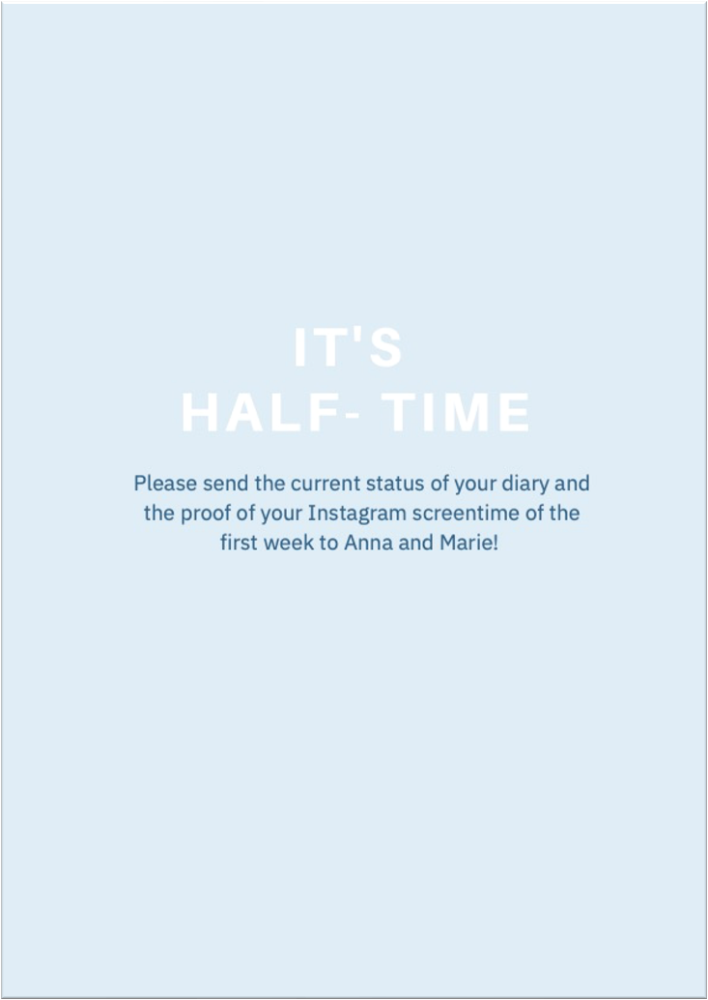 IT'S
HALF- TIME
Please send the current status of your diary and
the proof of your Instagram screentime of the
first week to Anna and Marie!